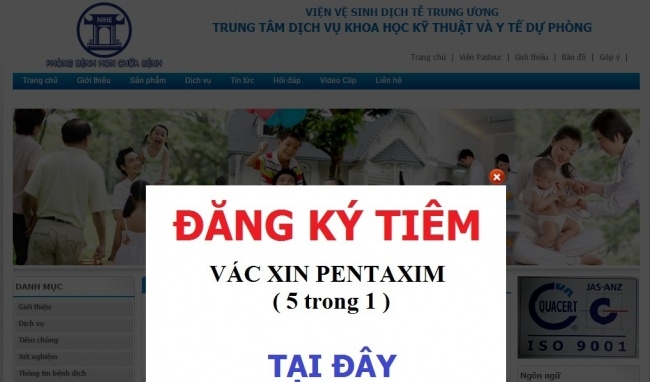 VIỆN VỆ SINH DỊCH TỄ TRUNG ƯƠNG
TRUNG TÂM DỊCH VỤ KHOA HỌC KỸ THUẬT VÀ Y TẾ DỰ PHÒNG
NIHE
PHÒNG BỆNH HƠN CHỮA BỆNH
Trang chủ | Viện Pasteur | Giới thiệu | Bản đồ | Góp ý |
Trang chủ Giới thiệu Sản phẩm Dịch vụ Tin tức Hỏi đáp Video Clip Liên hệ
ĐĂNG KÝ TIÊM
VÁC XIN PENTAXIM
( 5 trong 1 )
TẠI ĐÂY
DANH MỤC
Giới thiệu
Dịch vụ
Tiêm chủng
Xét nghiệm
Thông tin bệnh dịch
JAS-ANZ
QUACERT
ISO 9001
Ngôn ngữ